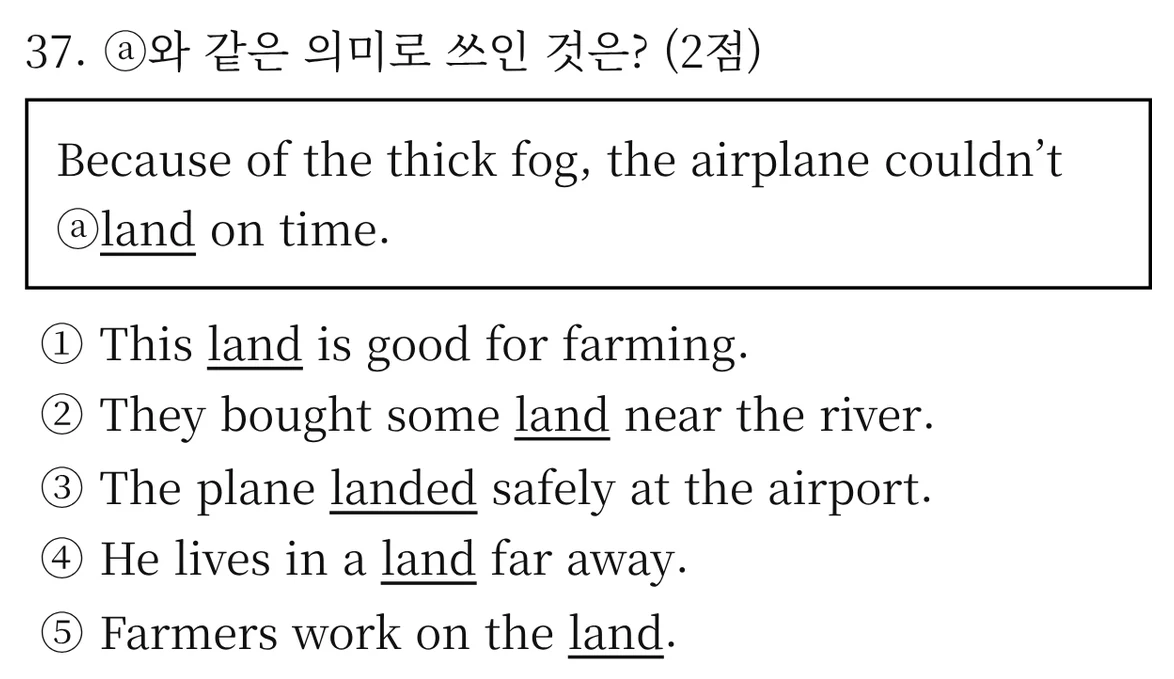 37. ⓐ와 같은 의미로 쓰인 것은? (2점)
Because of the thick fog, the airplane couldn’t
ⓐland on time.
① This land is good for farming.
② They bought some land near the river.
③ The plane landed safely at the airport.
④ He lives in a land far away.
⑤ Farmers work on the land.